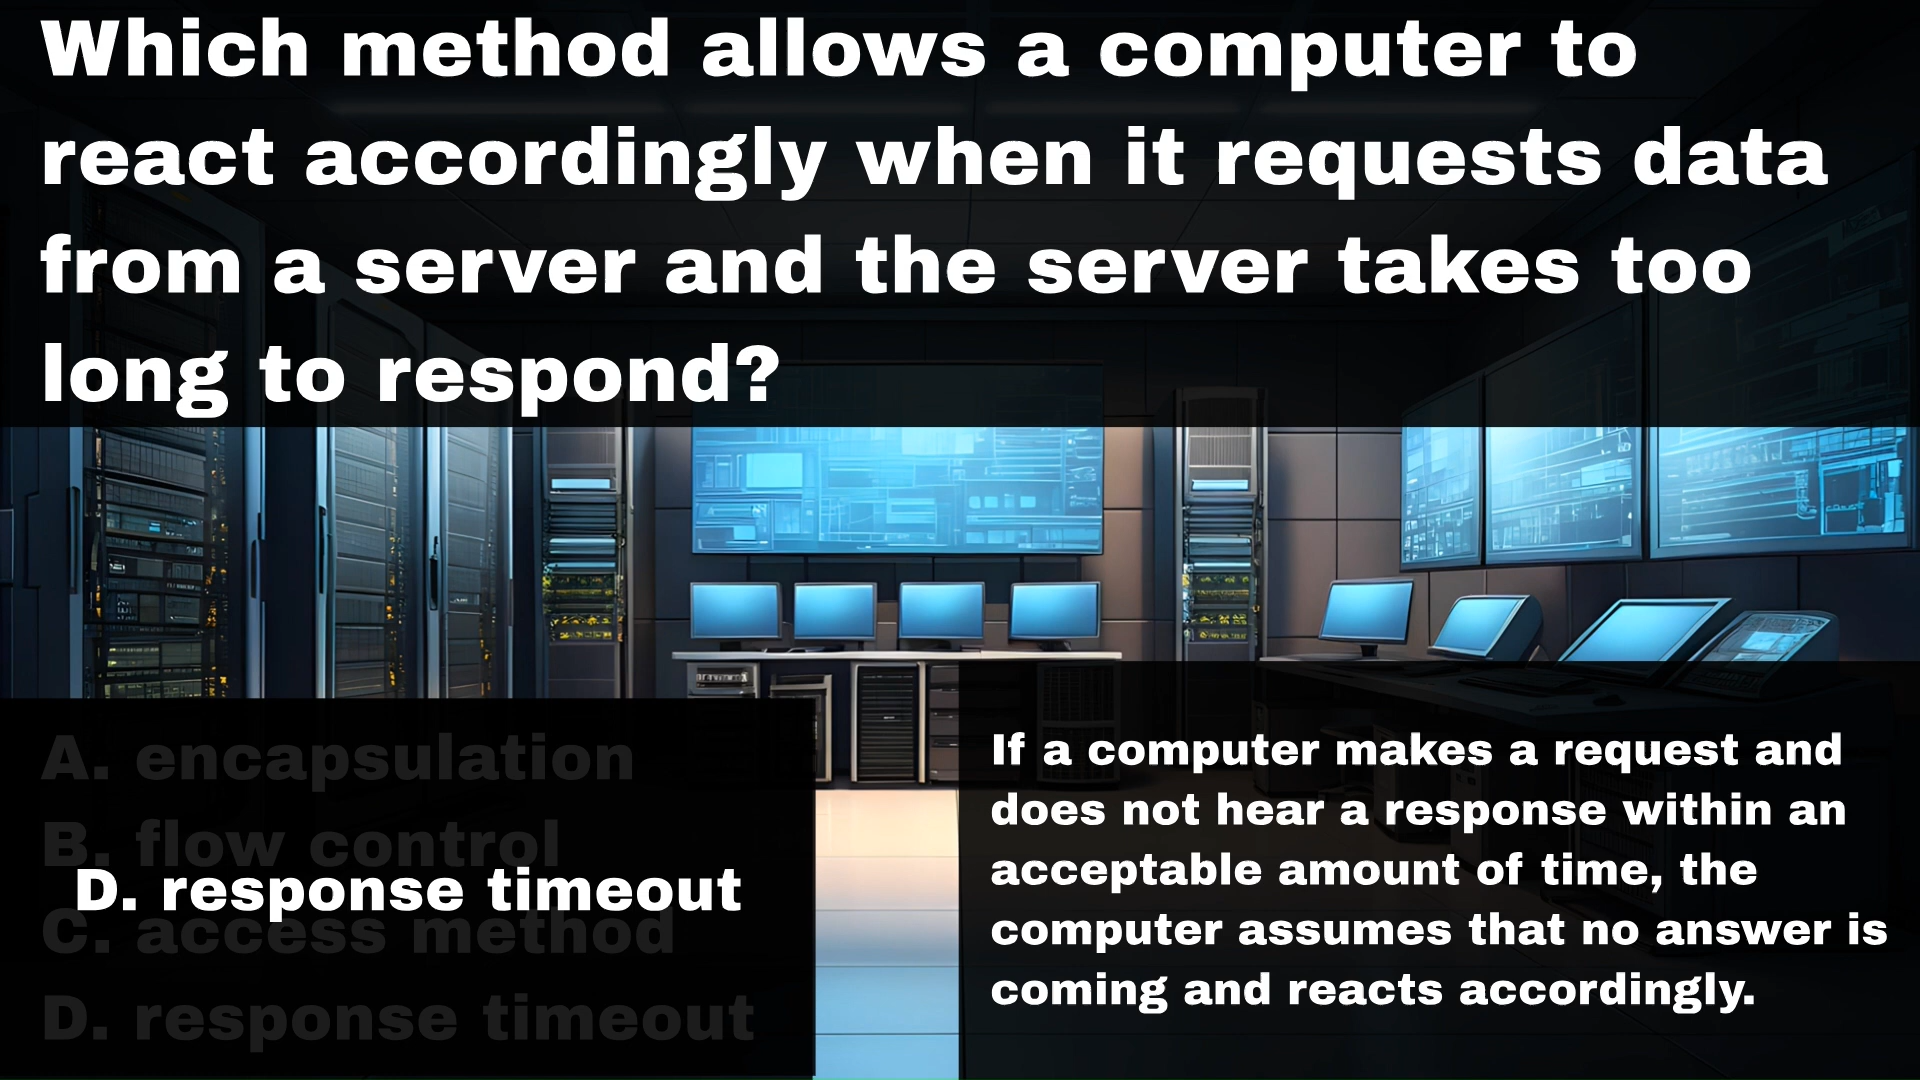 Which method allows a computer to
react accordingly when it requests data
from a server and the server takes too
long to respond?
A. encapsulation
B. flow control
D. response timeout
C. access method
D. response timeout
If a computer makes a request and
does not hear a response within an
acceptable amount of time, the
computer assumes that no answer is
coming and reacts accordingly.